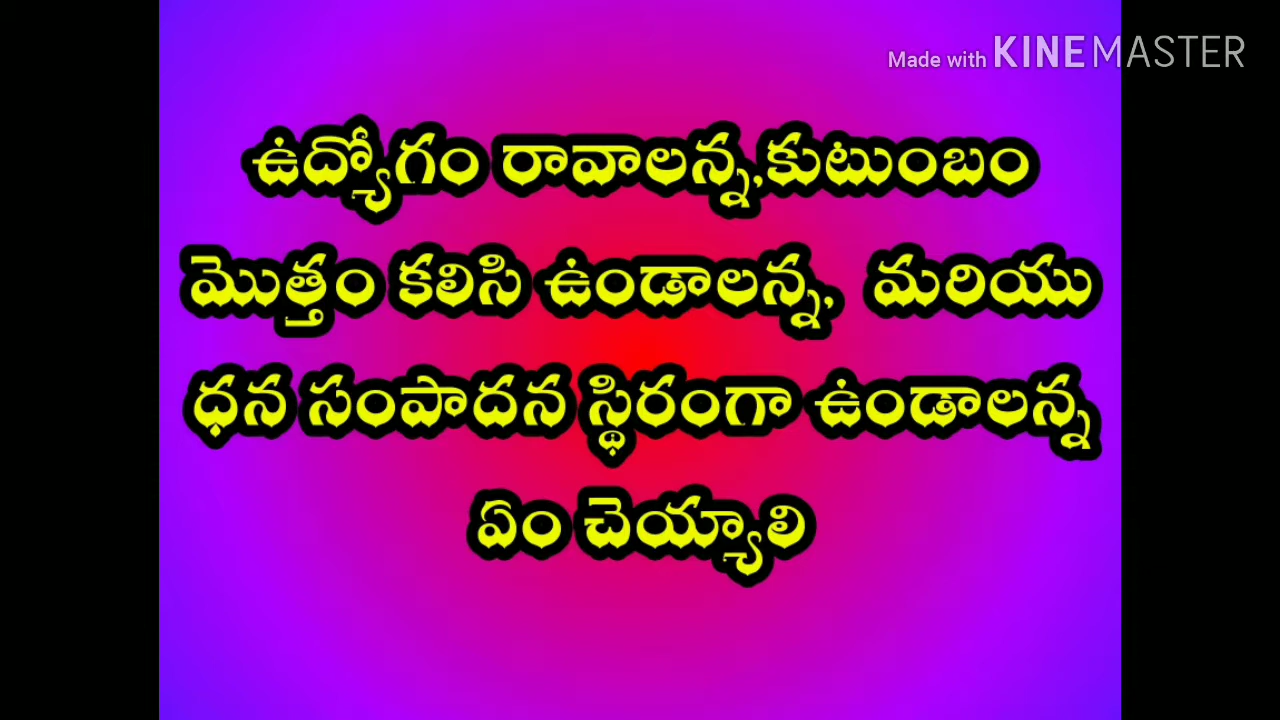 Made with KINEMASTER
ఉద్యోగం రావాలన్న,కుటుంబం
మొత్తం కలిసి ఉండాలన్న, మరియు
ధన సంపాదన స్థిరంగా ఉండాలన్న
ఏం చెయ్యాలి